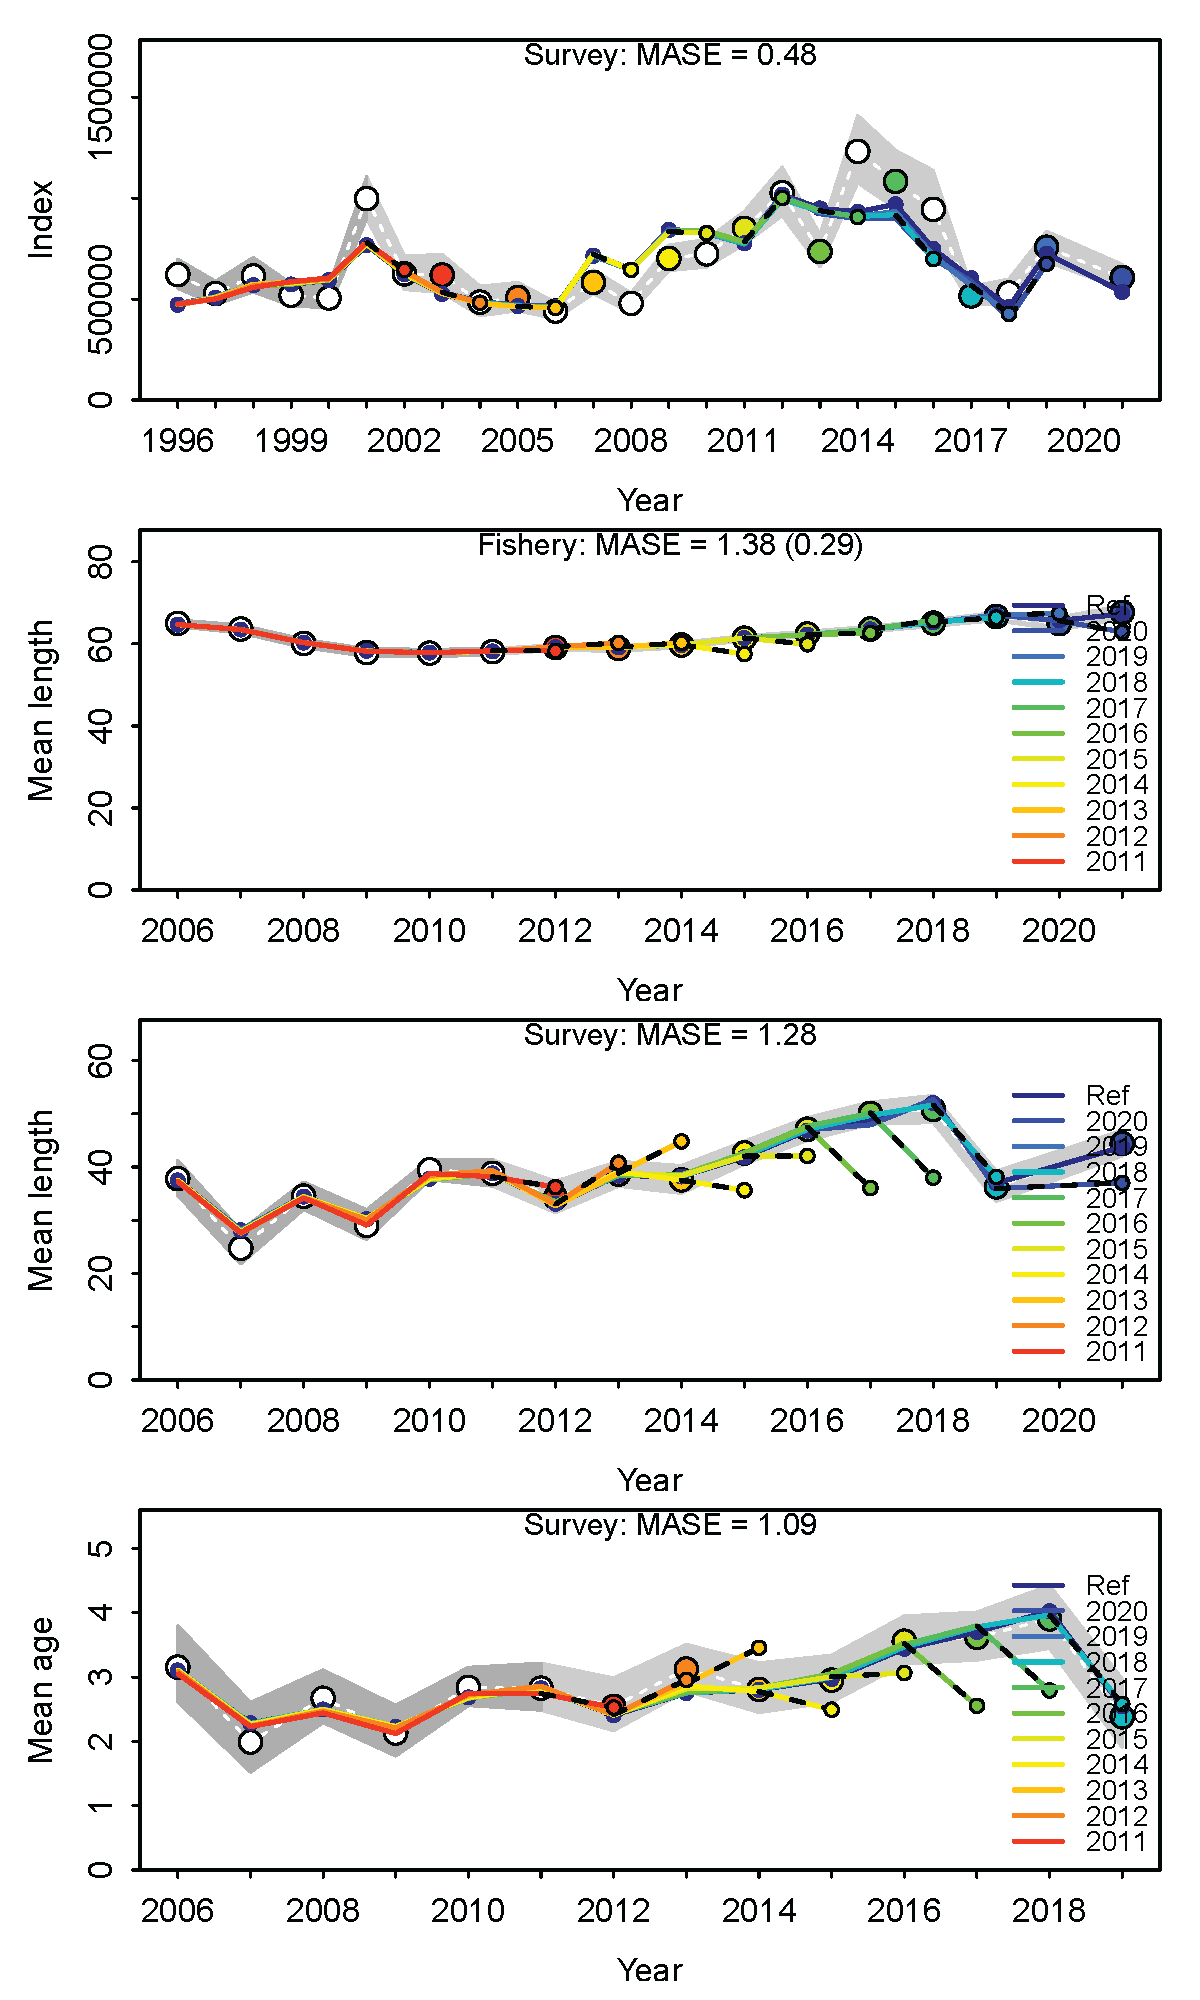 Survey: MASE = 0.48
Index
1500000
500000
0
1996 1999 2002 2005 2008 2011 2014 2017 2020
Year
Fishery: MASE = 1.38 (0.29)
Mean length
80
60
40
20
0
Ref
2020
2019
2018
2017
2016
2015
2014
2013
2012
2011
2006 2008 2010 2012 2014 2016 2018 2020
Year
Survey: MASE = 1.28
Mean length
60
40
20
0
Ref
2020
2019
2018
2017
2016
2015
2014
2013
2012
2011
2006 2008 2010 2012 2014 2016 2018 2020
Year
Survey: MASE = 1.09
Mean age
5
4
3
2
1
0
Ref
2020
2019
2018
2017
2016
2015
2014
2013
2012
2011
2006 2008 2010 2012 2014 2016 2018
Year